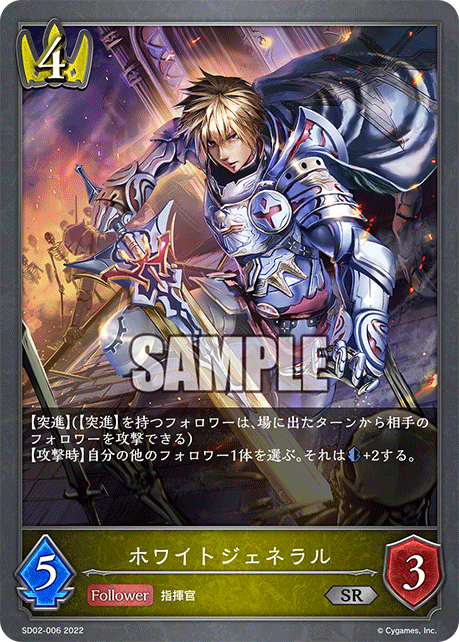 4
SAMPLE
【突進】(【突進】を持つフォロワーは、場に出たターンから相手の
フォロワーを攻撃できる)
【攻撃時】自分の他のフォロワー1体を選ぶ。それは+2する。
ホワイトジェネラル
5
Follower 指揮官
SR
3
SD02-006 2022
© Cygames, Inc.